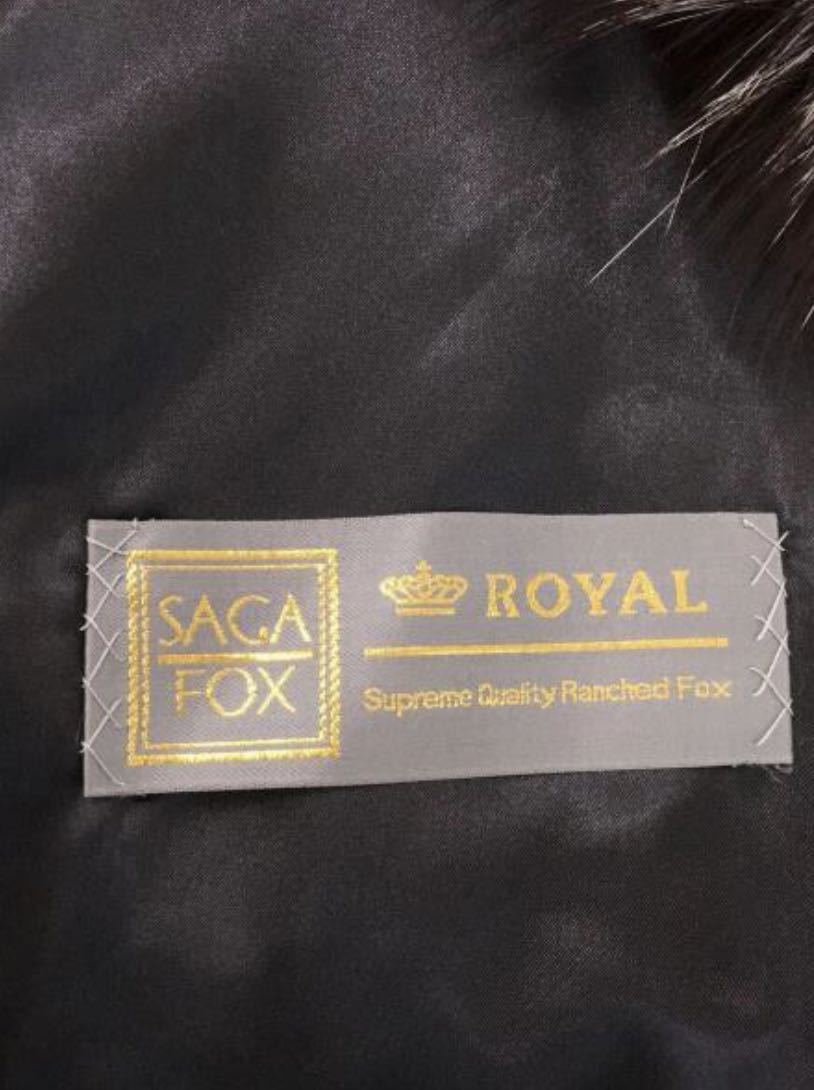 SAGA
FOX
ROYAL
Supreme Quality Ranched Fox